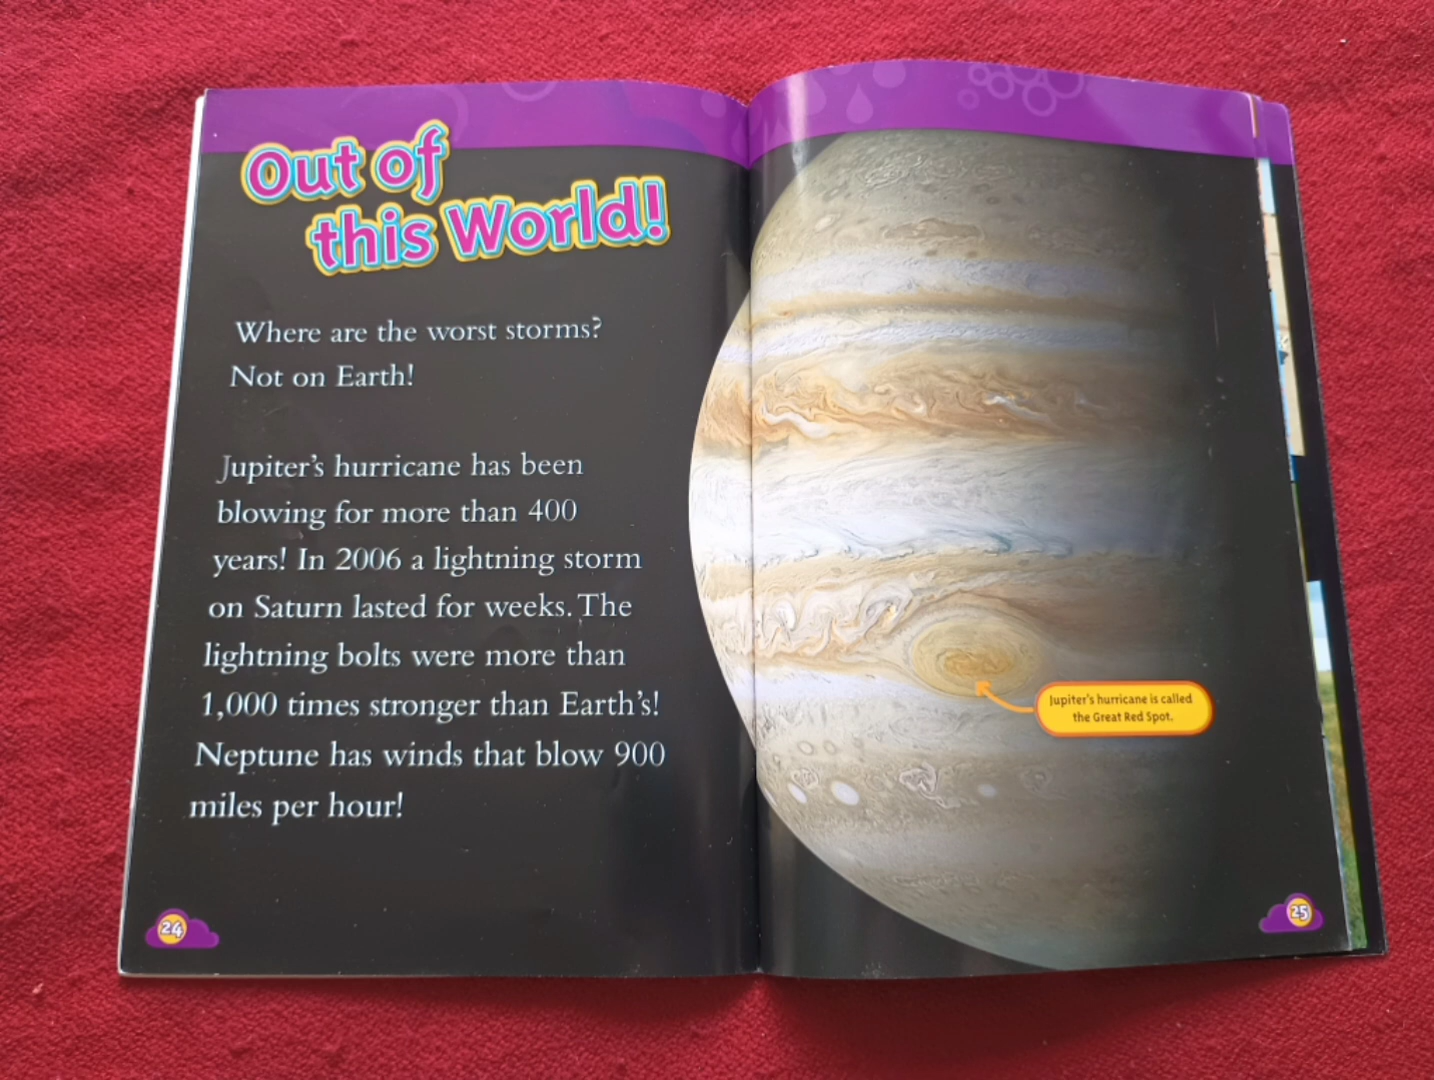 Out of
this World!
Where are the worst storms?
Not on Earth!
Jupiter's hurricane has been
blowing for more than 400
years! In 2006 a lightning storm
on Saturn lasted for weeks. The
lightning bolts were more than
1,000 times stronger than Earth's!
Neptune has winds that blow 900
miles per hour!
24
Jupiter's hurricane is called
the Great Red Spot.
25